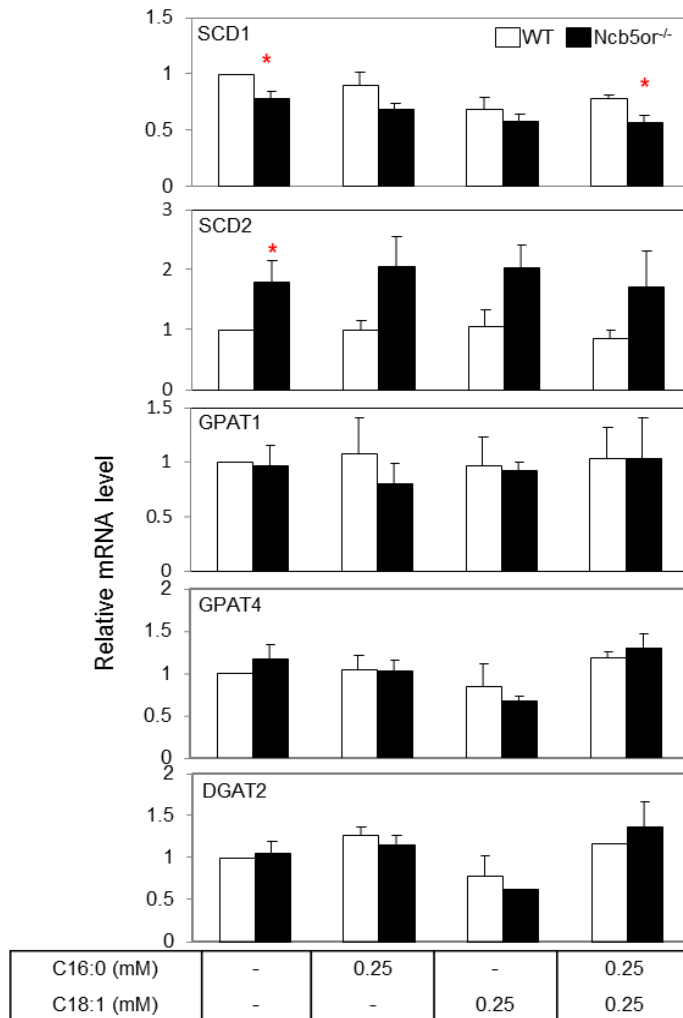 1.5
SCD1
WT
Ncb5or-/-
*
*
1
0.5
0
3
SCD2
*
2
1
0
1.5
GPAT1
1
0.5
0
Relative mRNA level
2
GPAT4
1.5
1
0.5
0
2
DGAT2
1.5
1
0.5
0
C16:0 (mM) - 0.25 - 0.25
C18:1 (mM) - - 0.25 0.25